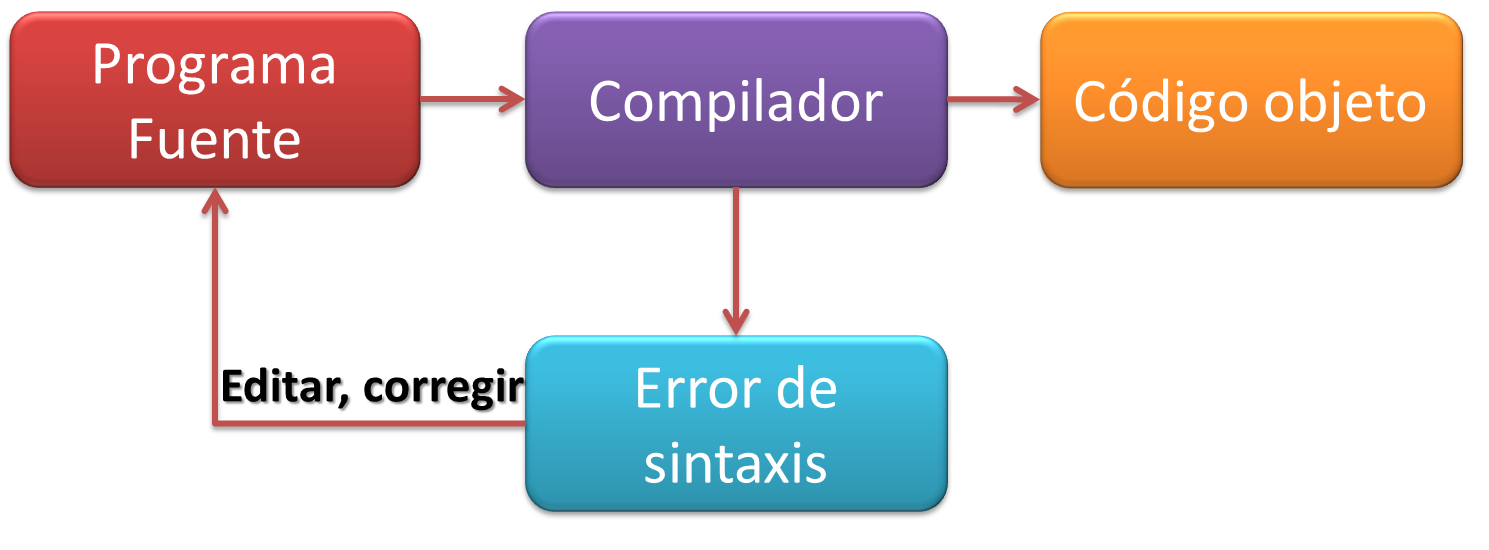 Programa
Fuente
Compilador
Código objeto
Editar, corregir
Error de
sintaxis